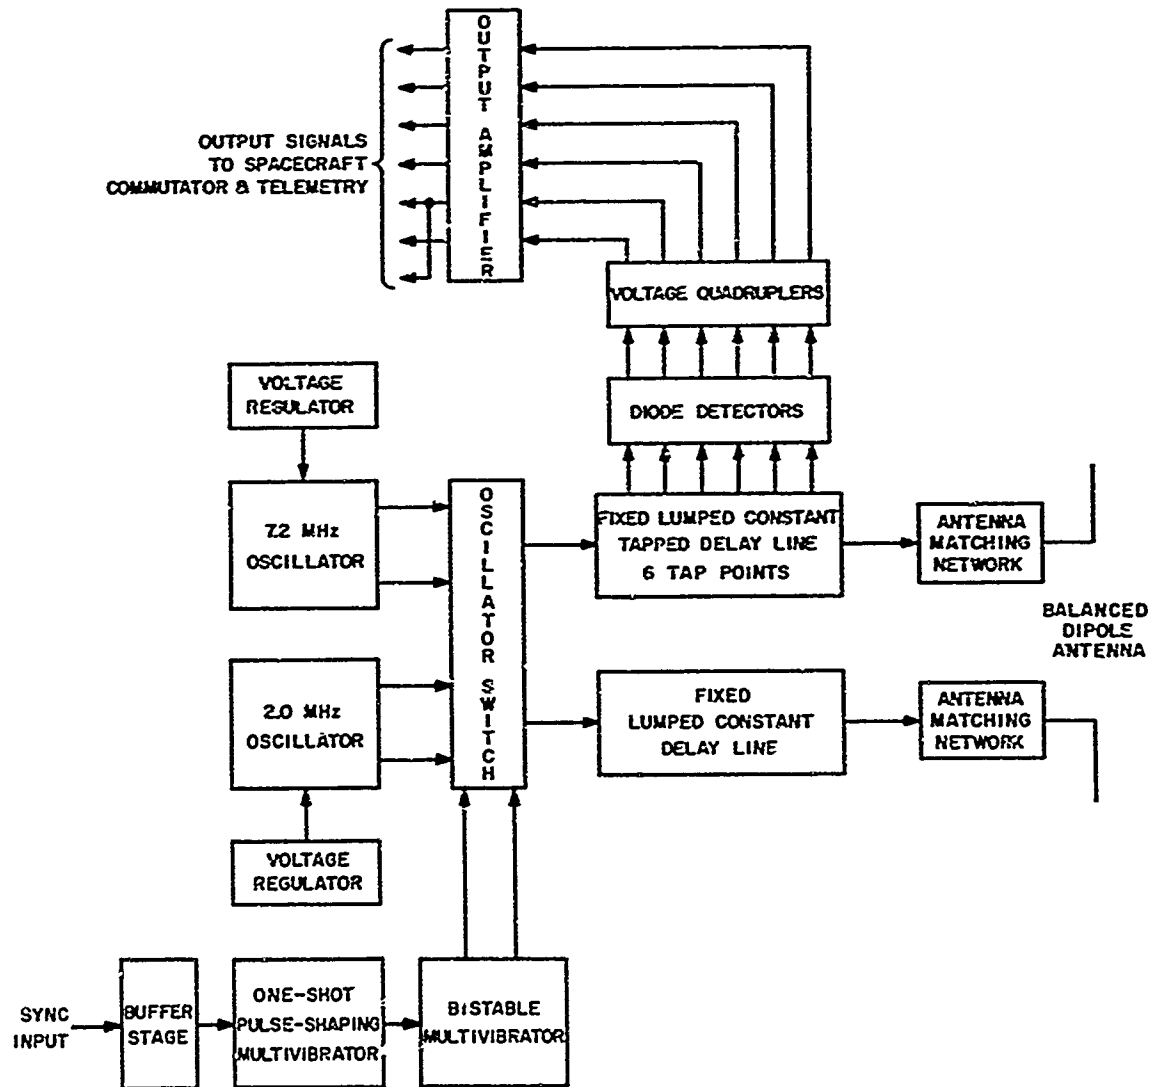 OUTPUT AMPLIFIER
OUTPUT SIGNALS
TO SPACECRAFT
COMMUTATOR & TELEMETRY
VOLTAGE QUADRUPLERS
VOLTAGE
REGULATOR
DIODE DETECTORS
7.2 MHz
OSCILLATOR
OSCILLATOR SWITCH
FIXED LUMPED CONSTANT
TAPPED DELAY LINE
6 TAP POINTS
ANTENNA
MATCHING
NETWORK
BALANCED
DIPOLE
ANTENNA
2.0 MHz
OSCILLATOR
FIXED
LUMPED CONSTANT
DELAY LINE
ANTENNA
MATCHING
NETWORK
VOLTAGE
REGULATOR
SYNC
INPUT
BUFFER
STAGE
ONE-SHOT
PULSE-SHAPING
MULTIVIBRATOR
BISTABLE
MULTIVIBRATOR